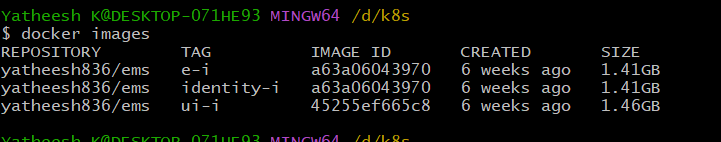 Yatheesh K@DESKTOP-071HE93 MINGW64 /d/k8s
$ docker images
REPOSITORY TAG IMAGE ID CREATED SIZE
yatheesh836/ems e-i a63a06043970 6 weeks ago 1.41GB
yatheesh836/ems identity-i a63a06043970 6 weeks ago 1.41GB
yatheesh836/ems ui-i 45255ef665c8 6 weeks ago 1.46GB
Yatheesh K@DESKTOP-071HE93 MINGW64 /d/k8s